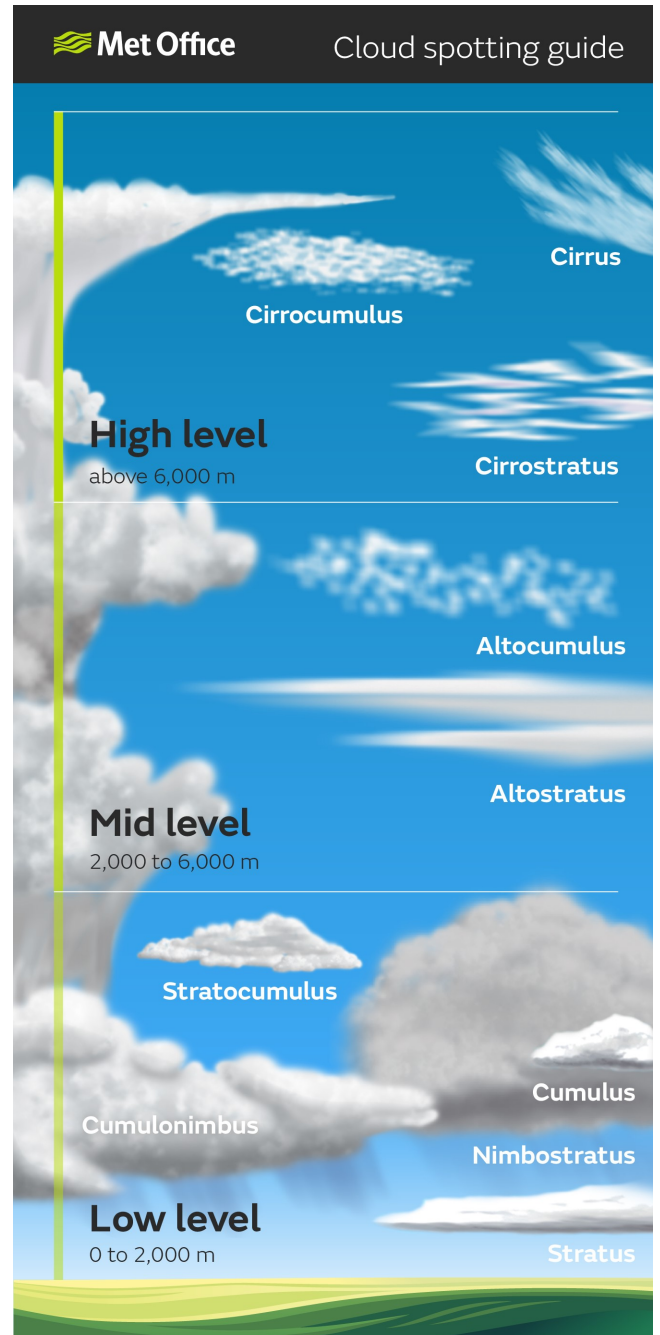 Met Office
Cloud spotting guide
Cirrus
Cirrocumulus
High level
above 6,000 m
Cirrostratus
Altocumulus
Altostratus
Mid level
2,000 to 6,000 m
Stratocumulus
Cumulus
Cumulonimbus
Nimbostratus
Low level
0 to 2,000 m
Stratus